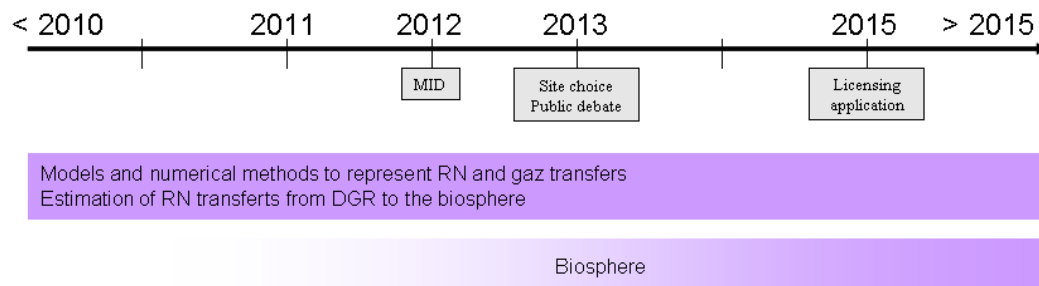 < 2010 2011 2012 2013 2015 > 2015
MID
Site choice
Public debate
Licensing
application
Models and numerical methods to represent RN and gaz transfers
Estimation of RN transferts from DGR to the biosphere
Biosphere